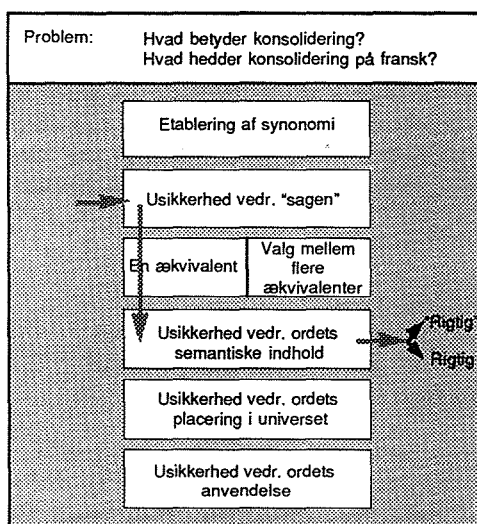 Problem: Hvad betyder konsolidering?
Hvad hedder konsolidering på fransk?
Etablering af synonomi
Usikkerhed vedr. "sagen"
En ækvivalent
Valg mellem
flere
ækvivalenter
Usikkerhed vedr. ordets
semantiske indhold
"Rigtig"
Rigtig
Usikkerhed vedr. ordets
placering i universet
Usikkerhed vedr. ordets
anvendelse